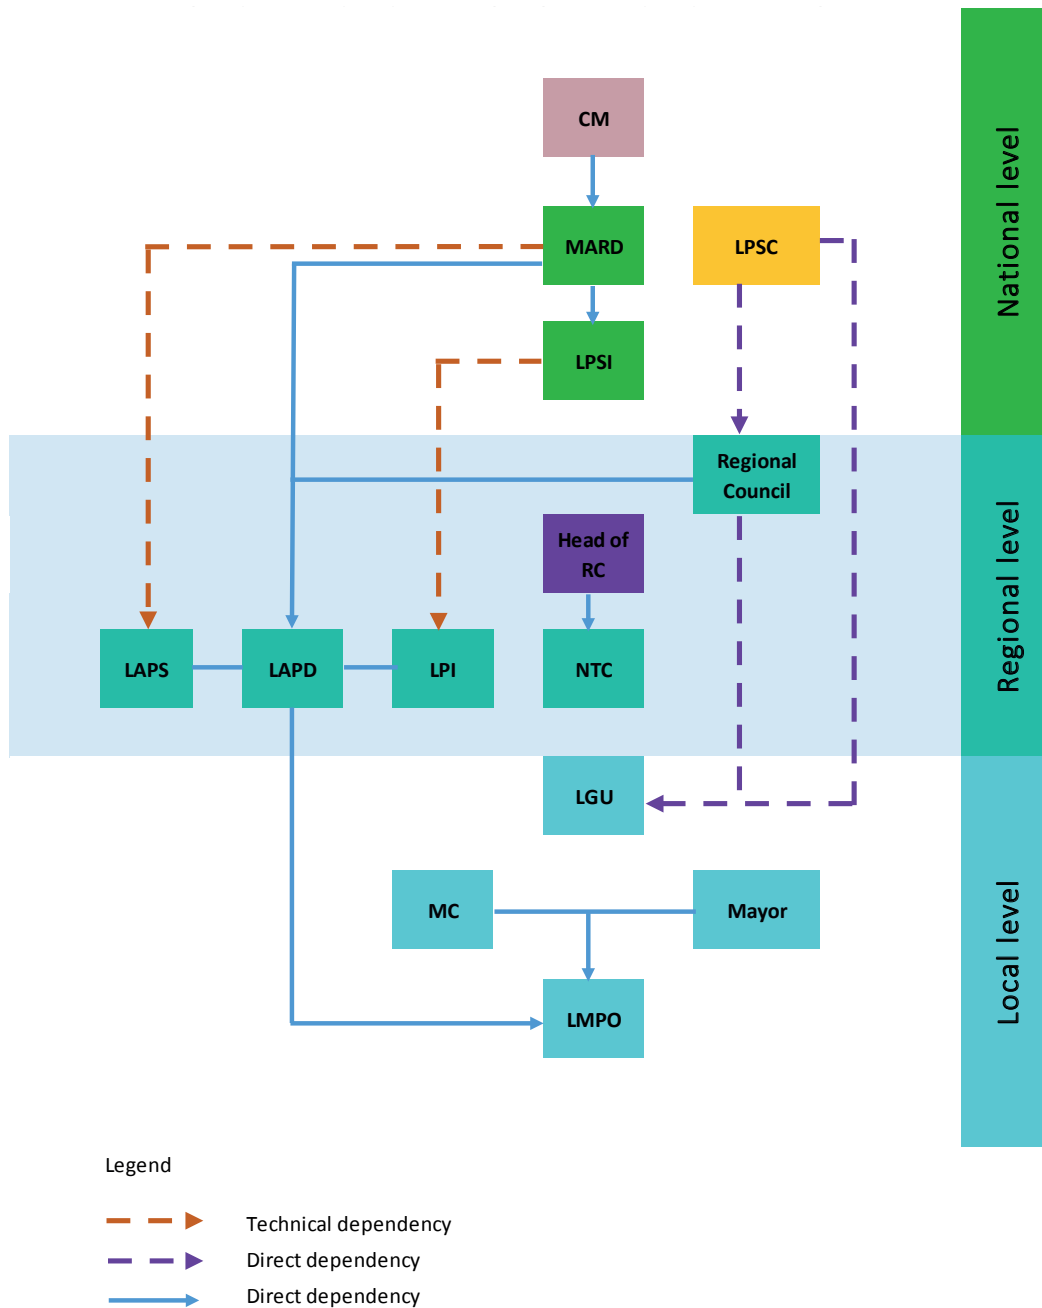 CM
MARD
LPSC
LPSI
National level
Regional
Council
Head of
RC
LAPS
LAPD
LPI
NTC
Regional level
LGU
MC
Mayor
LMPO
Local level
Legend
Technical dependency
Direct dependency
Direct dependency